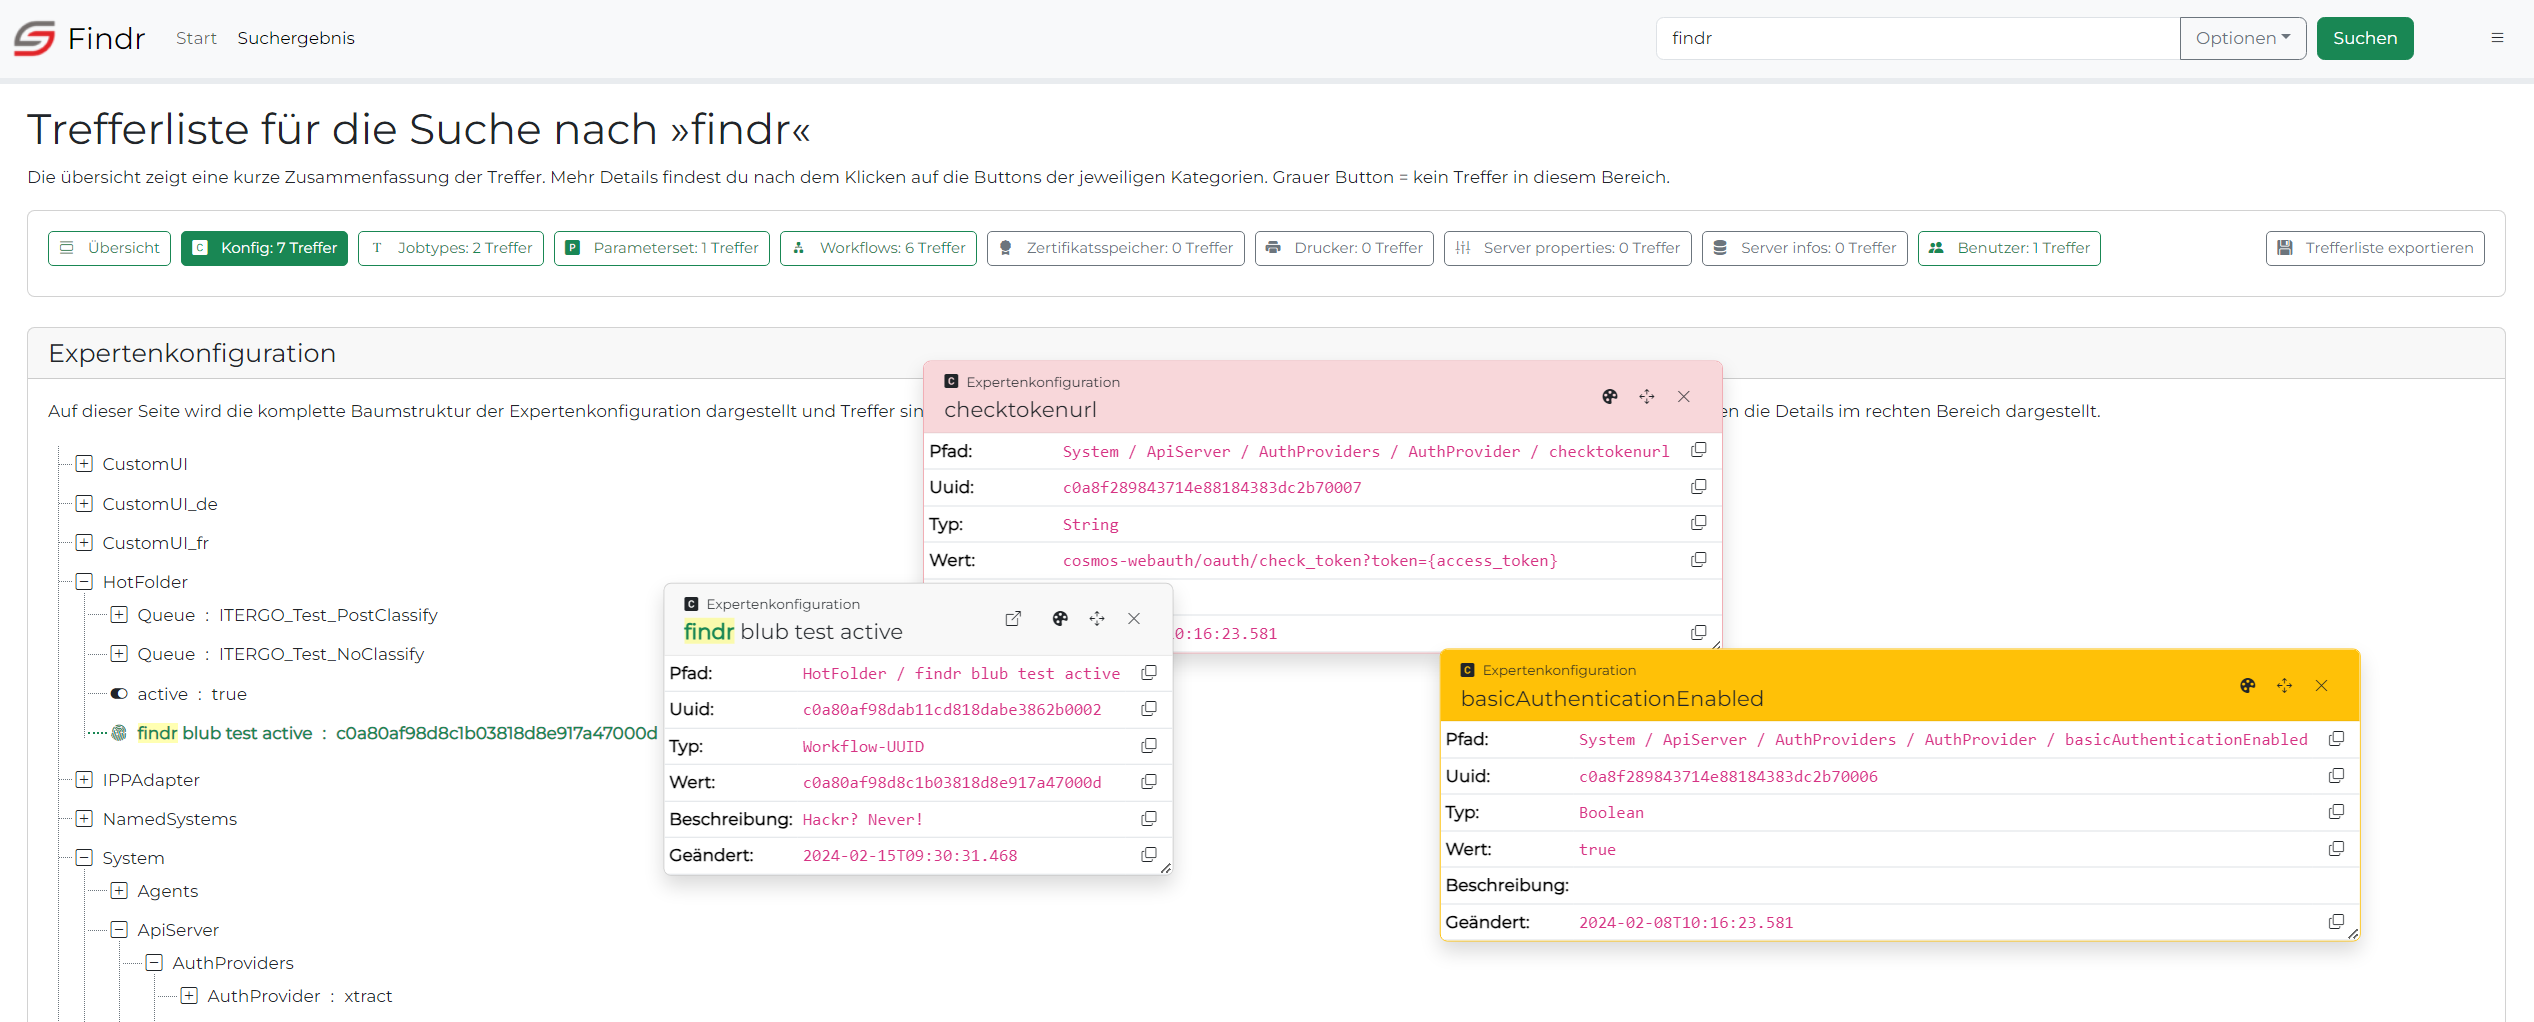 Findr
Start
Suchergebnis
findr
Optionen
Suchen
Trefferliste für die Suche nach »findr«
Die übersicht zeigt eine kurze Zusammenfassung der Treffer. Mehr Details findest du nach dem Klicken auf die Buttons der jeweiligen Kategorien. Grauer Button = kein Treffer in diesem Bereich.
Übersicht
C Konfig: 7 Treffer
T Jobtypes: 2 Treffer
P Parameterset: 1 Treffer
Workflows: 6 Treffer
Zertifikatsspeicher: 0 Treffer
Drucker: 0 Treffer
Server properties: 0 Treffer
Server infos: 0 Treffer
Benutzer: 1 Treffer
Trefferliste exportieren
Expertenkonfiguration
Auf dieser Seite wird die komplette Baumstruktur der Expertenkonfiguration dargestellt und Treffer sin
en die Details im rechten Bereich dargestellt.
CustomUI
CustomUI_de
CustomUI_fr
HotFolder
Queue : ITERGO_Test_PostClassify
Queue : ITERGO_Test_NoClassify
active : true
findr blub test active : c0a80af98d8c1b03818d8e917a47000d
IPPAdapter
NamedSystems
System
Agents
ApiServer
AuthProviders
AuthProvider : xtract
C Expertenkonfiguration
checktokenurl
Pfad: System / ApiServer / AuthProviders / AuthProvider / checktokenurl
Uuid: c0a8f289843714e88184383dc2b70007
Typ: String
Wert: cosmos-webauth/oauth/check_token?token={access_token}
0:16:23.581
C Expertenkonfiguration
findr blub test active
Pfad: HotFolder / findr blub test active
Uuid: c0a80af98dab11cd818dabe3862b0002
Typ: Workflow-UUID
Wert: c0a80af98d8c1b03818d8e917a47000d
Beschreibung: Hackr? Never!
Geändert: 2024-02-15T09:30:31.468
C Expertenkonfiguration
basicAuthenticationEnabled
Pfad: System / ApiServer / AuthProviders / AuthProvider / basicAuthenticationEnabled
Uuid: c0a8f289843714e88184383dc2b70006
Typ: Boolean
Wert: true
Beschreibung:
Geändert: 2024-02-08T10:16:23.581